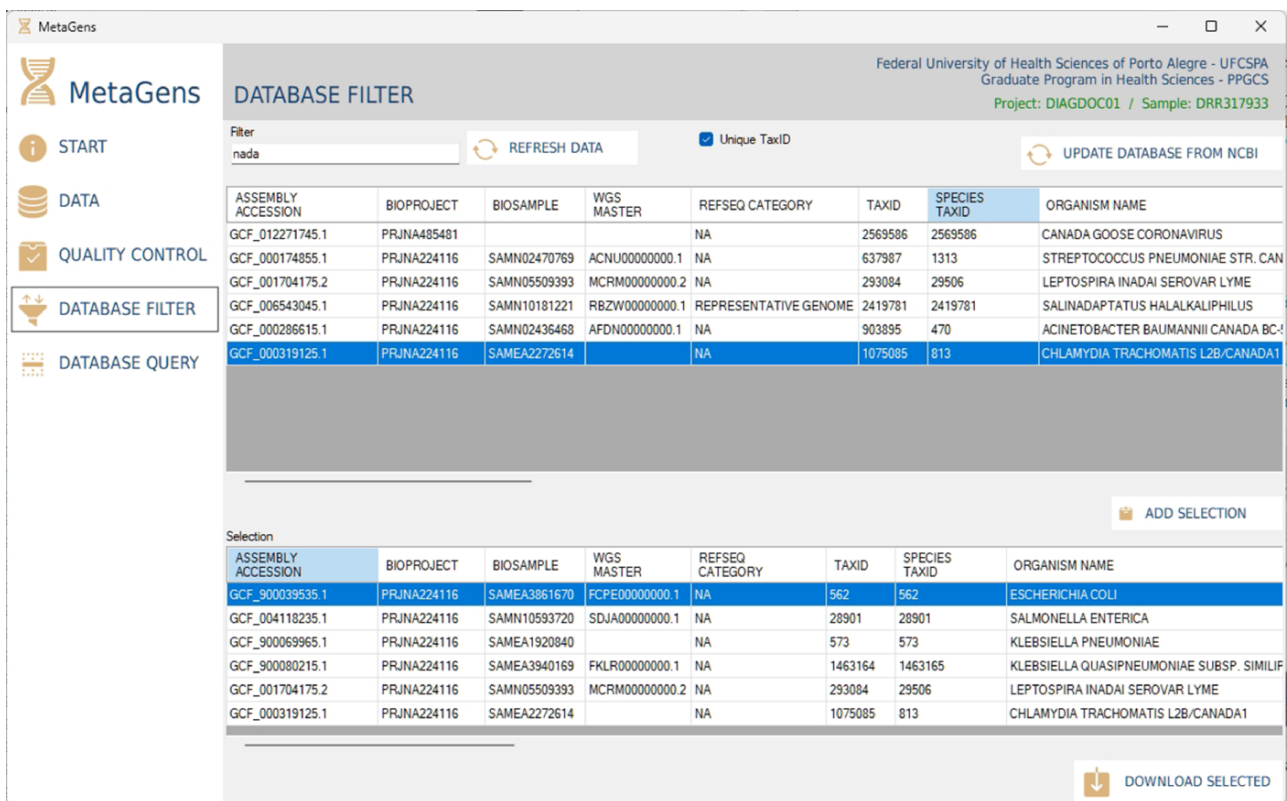 MetaGens
MetaGens
Federal University of Health Sciences of Porto Alegre - UFCSPA
Graduate Program in Health Sciences - PPGCS
Project: DIAGDOC01 / Sample: DRR317933
DATABASE FILTER
START
DATA
QUALITY CONTROL
DATABASE FILTER
DATABASE QUERY
Filter
nada
REFRESH DATA
Unique TaxID
UPDATE DATABASE FROM NCBI
ASSEMBLY ACCESSION BIOPROJECT BIOSAMPLE WGS MASTER REFSEQ CATEGORY TAXID SPECIES TAXID ORGANISM NAME
GCF_012271745.1 PRJNA485481 NA 2569586 2569586 CANADA GOOSE CORONAVIRUS
GCF_000174855.1 PRJNA224116 SAMN02470769 ACNU00000000.1 NA 637987 1313 STREPTOCOCCUS PNEUMONIAE STR. CAN
GCF_001704175.2 PRJNA224116 SAMN05509393 MCRM00000000.2 NA 293084 29506 LEPTOSPIRA INADAI SEROVAR LYME
GCF_006543045.1 PRJNA224116 SAMN10181221 RBZW00000000.1 REPRESENTATIVE GENOME 2419781 2419781 SALINADAPTATUS HALALKALIPHILUS
GCF_000286615.1 PRJNA224116 SAMN02436468 AFDN00000000.1 NA 903895 470 ACINETOBACTER BAUMANNII CANADA BC-
GCF_000319125.1 PRJNA224116 SAMEA2272614 NA 1075085 813 CHLAMYDIA TRACHOMATIS L2B/CANADA1
ADD SELECTION
Selection
ASSEMBLY ACCESSION BIOPROJECT BIOSAMPLE WGS MASTER REFSEQ CATEGORY TAXID SPECIES TAXID ORGANISM NAME
GCF_900039535.1 PRJNA224116 SAMEA3861670 FCPE00000000.1 NA 562 562 ESCHERICHIA COLI
GCF_004118235.1 PRJNA224116 SAMN10593720 SDJA00000000.1 NA 28901 28901 SALMONELLA ENTERICA
GCF_900069965.1 PRJNA224116 SAMEA1920840 NA 573 573 KLEBSIELLA PNEUMONIAE
GCF_900080215.1 PRJNA224116 SAMEA3940169 FKLR00000000.1 NA 1463164 1463165 KLEBSIELLA QUASIPNEUMONIAE SUBSP. SIMILIF
GCF_001704175.2 PRJNA224116 SAMN05509393 MCRM00000000.2 NA 293084 29506 LEPTOSPIRA INADAI SEROVAR LYME
GCF_000319125.1 PRJNA224116 SAMEA2272614 NA 1075085 813 CHLAMYDIA TRACHOMATIS L2B/CANADA1
DOWNLOAD SELECTED